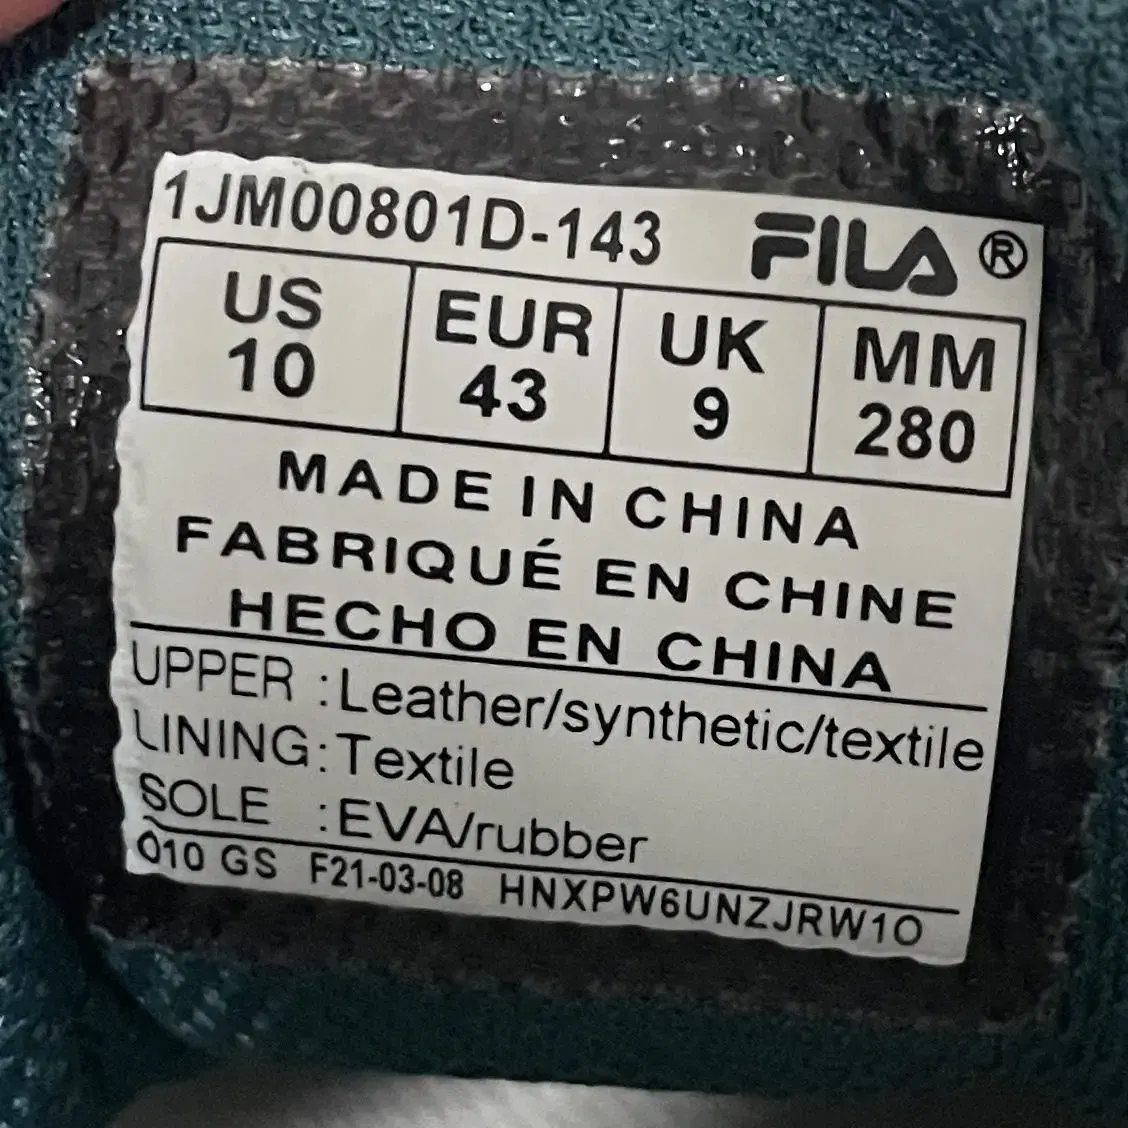 1JM00801D-143 FILA®
US EUR UK MM
10 43 9 280
MADE IN CHINA
FABRIQUÉ EN CHINE
HECHO EN CHINA
UPPER :Leather/synthetic/textile
LINING:Textile
SOLE :EVA/rubber
010 GS F21-03-08 HNXPW6UNZJRW1O